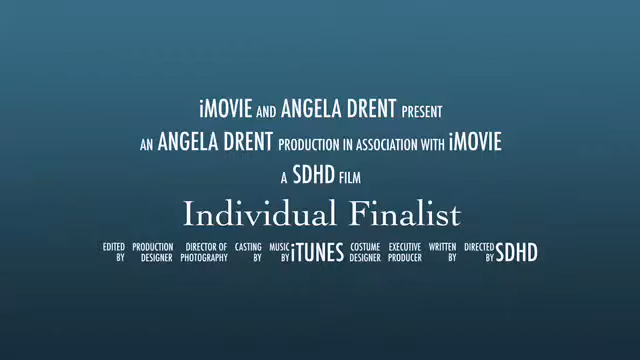 iMOVIE AND ANGELA DRENT PRESENT
AN ANGELA DRENT PRODUCTION IN ASSOCIATION WITH iMOVIE
A SDHD FILM
Individual Finalist
EDITED BY PRODUCTION DESIGNER DIRECTOR OF PHOTOGRAPHY CASTING BY MUSIC BY iTUNES COSTUME DESIGNER EXECUTIVE PRODUCER WRITTEN BY DIRECTED BY SDHD